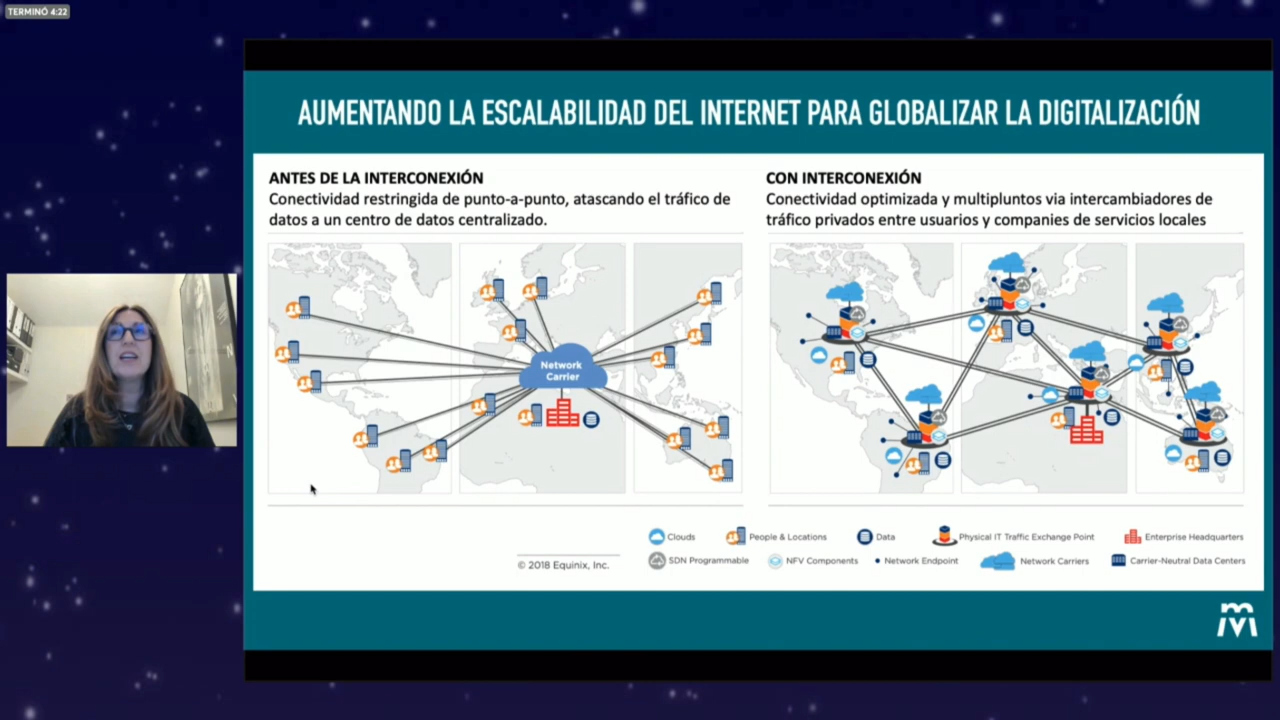 TERMINÓ 4:22
AUMENTANDO LA ESCALABILIDAD DEL INTERNET PARA GLOBALIZAR LA DIGITALIZACIÓN
ANTES DE LA INTERCONEXIÓN
Conectividad restringida de punto-a-punto, atascando el tráfico de
datos a un centro de datos centralizado.
CON INTERCONEXIÓN
Conectividad optimizada y multipluntos via intercambiadores de
tráfico privados entre usuarios y companies de servicios locales
Network
Carrier
Clouds
People & Locations
Data
Physical IT Traffic Exchange Point
Enterprise Headquarters
© 2018 Equinix, Inc.
SDN Programmable
NFV Components
Network Endpoint
Network Carriers
Carrier-Neutral Data Centers